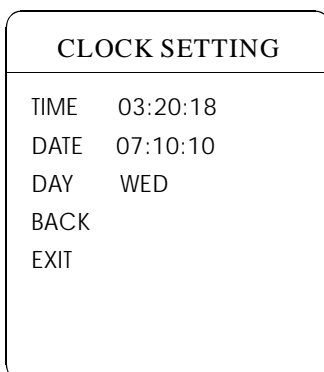 CLOCK SETTING
TIME 03:20:18
DATE 07:10:10
DAY WED
BACK
EXIT